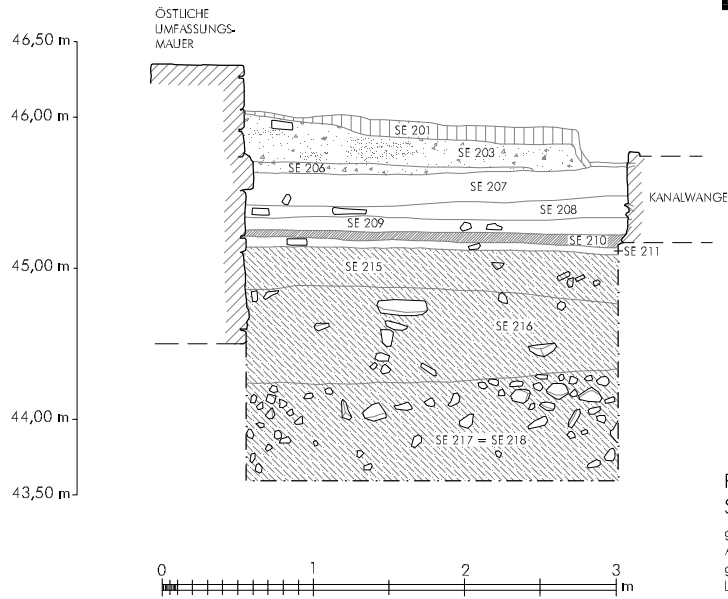 ÖSTLICHE
UMFASSUNGS-
MAUER
46,50 m
46,00 m
SE 201
SE 203
SE 206
SE 207
KANALWANGE
SE 208
SE 209
SE 210
SE 211
45,00 m
SE 215
SE 216
44,00 m
SE 217 = SE 218
43,50 m
0 1 2 3
m